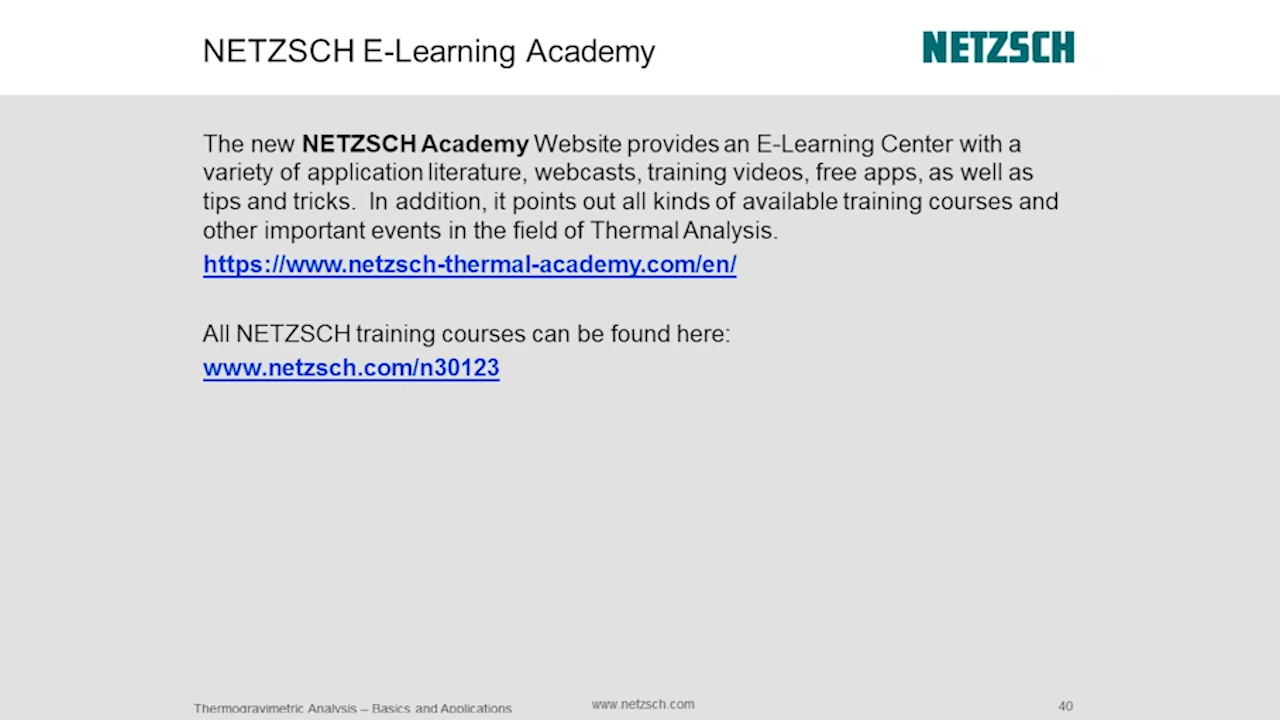 NETZSCH E-Learning Academy
NETZSCH
The new NETZSCH Academy Website provides an E-Learning Center with a
variety of application literature, webcasts, training videos, free apps, as well as
tips and tricks.  In addition, it points out all kinds of available training courses and
other important events in the field of Thermal Analysis.
https://www.netzsch-thermal-academy.com/en/
All NETZSCH training courses can be found here:
www.netzsch.com/n30123
Thermogravimetric Analysis – Basics and Applications
www.netzsch.com
40